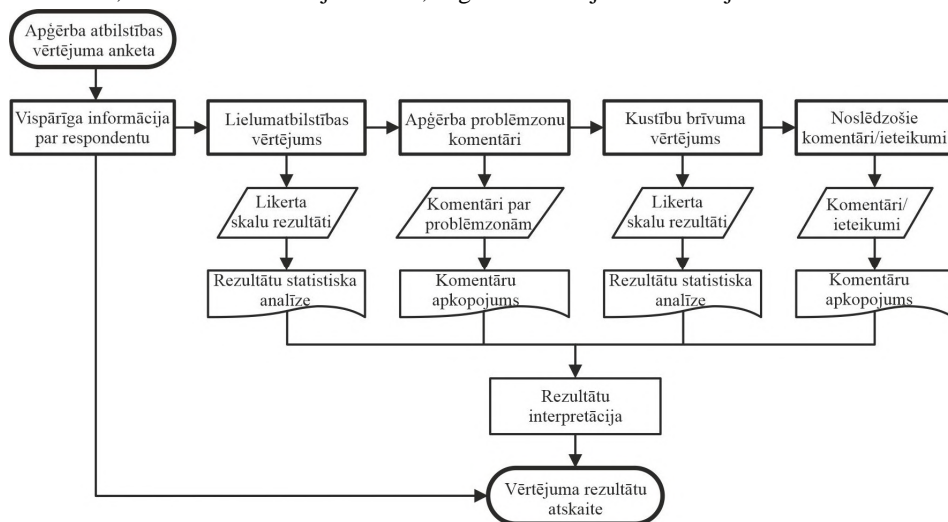 Apģērba atbilstības
vērtējuma anketa
Vispārīga informācija
par respondentu
Lielumatbilstības
vērtējums
Apģērba problēmzonu
komentāri
Kustību brīvuma
vērtējums
Noslēdzošie
komentāri/ieteikumi
Likerta
skalu rezultāti
Komentāri par
problēmzonām
Likerta
skalu rezultāti
Komentāri/
ieteikumi
Rezultātu statistiska
analīze
Komentāru
apkopojums
Rezultātu statistiska
analīze
Komentāru
apkopojums
Rezultātu
interpretācija
Vērtējuma rezultātu
atskaite